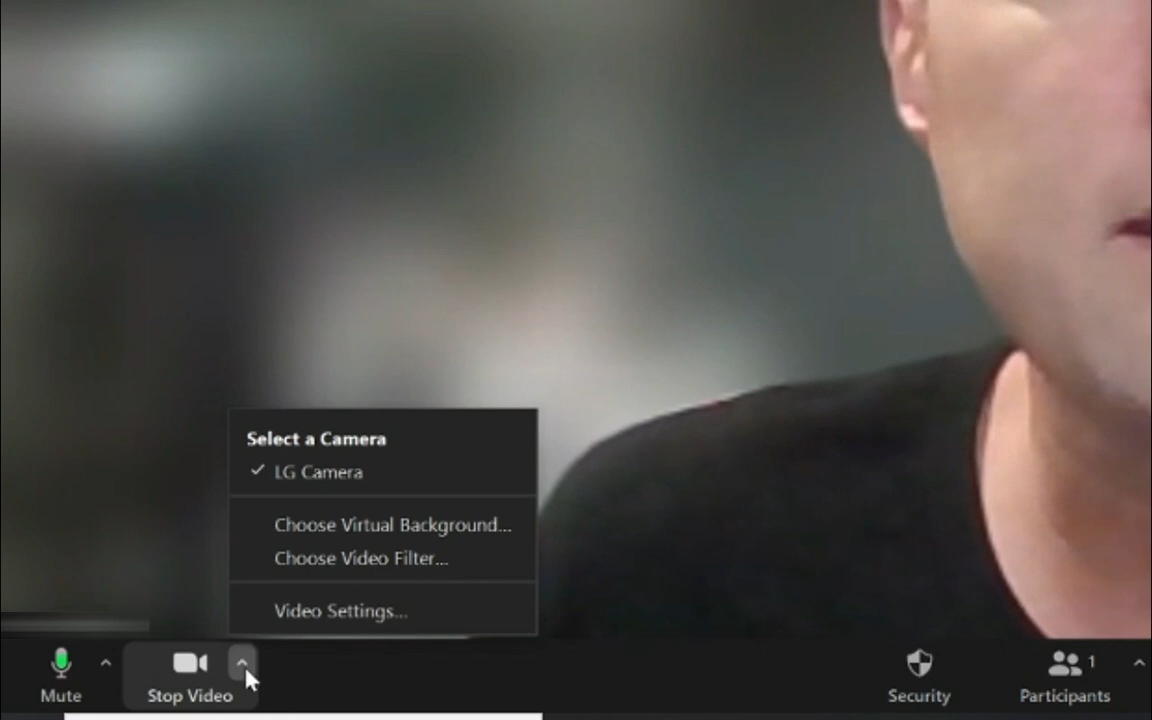 Select a Camera
LG Camera
Choose Virtual Background...
Choose Video Filter...
Video Settings...
Mute
Stop Video
Security
1
Participants